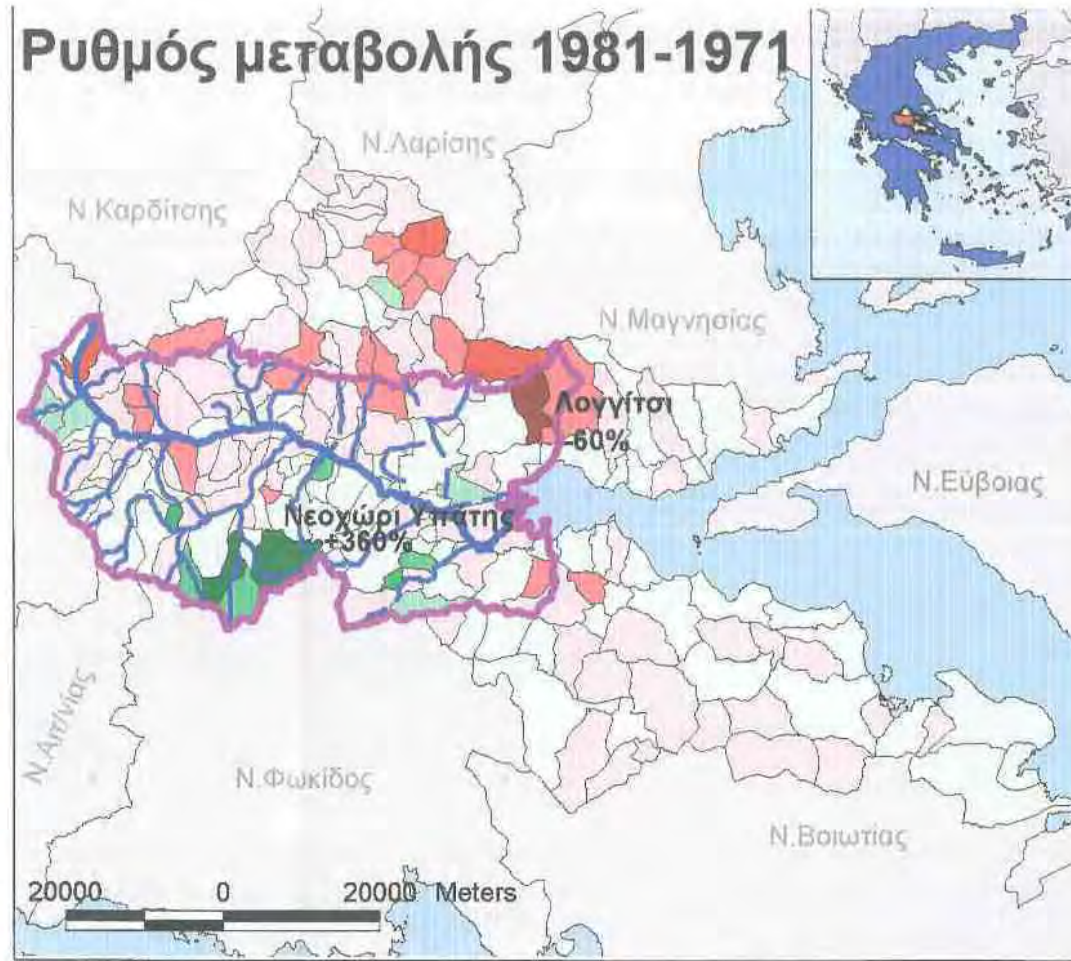 Ρυθμός μεταβολής 1981-1971
Ν.Λαρίσης
Ν.Καρδίτσης
Ν.Μαγνησίας
Λογγίτσι
-60%
Ν.Εύβοιας
Νεοχώρι Υπάτης
+360%
Ν.Αιτ/νίας
Ν.Φωκίδος
Ν.Βοιωτίας
20000 0 20000 Meters